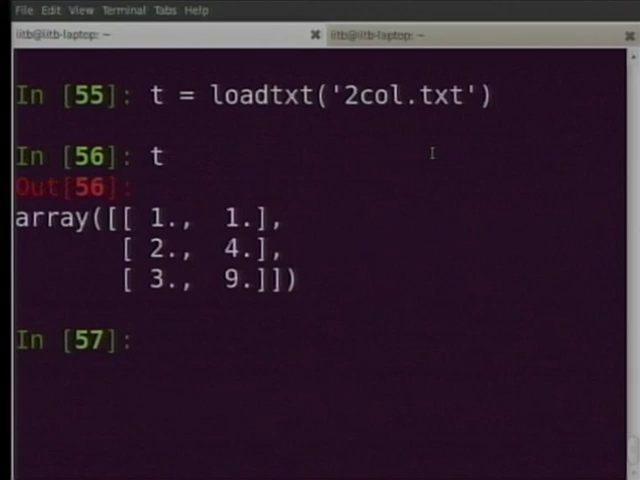 File Edit View Terminal Tabs Help
iitb@iitb-laptop: ~
iitb@iitb-laptop: ~
In [55]: t = loadtxt('2col.txt')
In [56]: t
Out[56]:
array([[ 1.,  1.],
       [ 2.,  4.],
       [ 3.,  9.]])
In [57]: